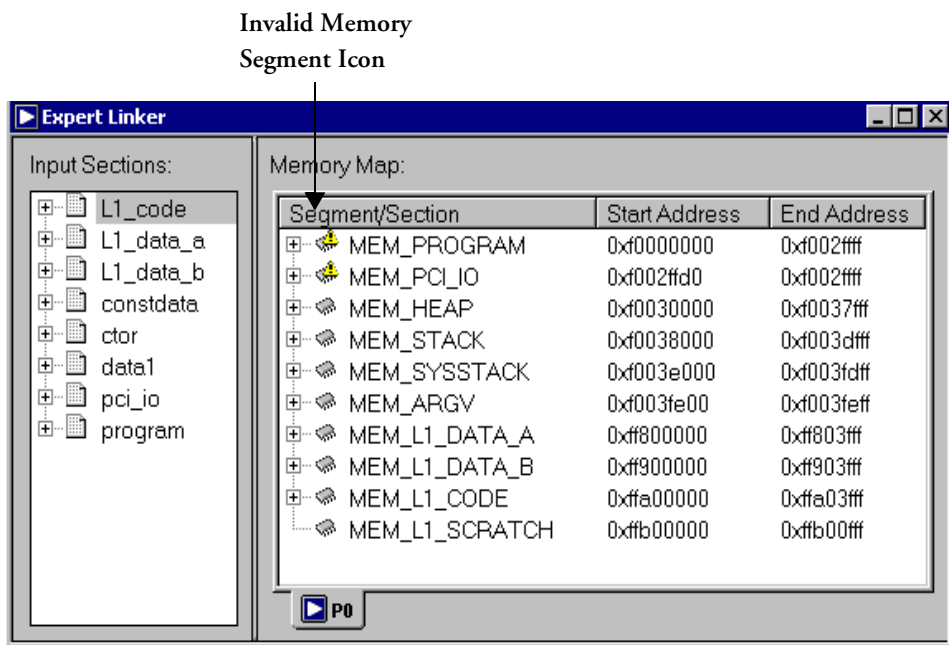 Invalid Memory
Segment Icon
Expert Linker
Input Sections:
L1_code
L1_data_a
L1_data_b
constdata
ctor
data1
pci_io
program
Memory Map:
Segment/Section Start Address End Address
MEM_PROGRAM 0xf0000000 0xf002ffff
MEM_PCI_IO 0xf002ffd0 0xf002ffff
MEM_HEAP 0xf0030000 0xf0037fff
MEM_STACK 0xf0038000 0xf003dfff
MEM_SYSSTACK 0xf003e000 0xf003fdff
MEM_ARGV 0xf003fe00 0xf003feff
MEM_L1_DATA_A 0xff800000 0xff803fff
MEM_L1_DATA_B 0xff900000 0xff903fff
MEM_L1_CODE 0xffa00000 0xffa03fff
MEM_L1_SCRATCH 0xffb00000 0xffb00fff
P0